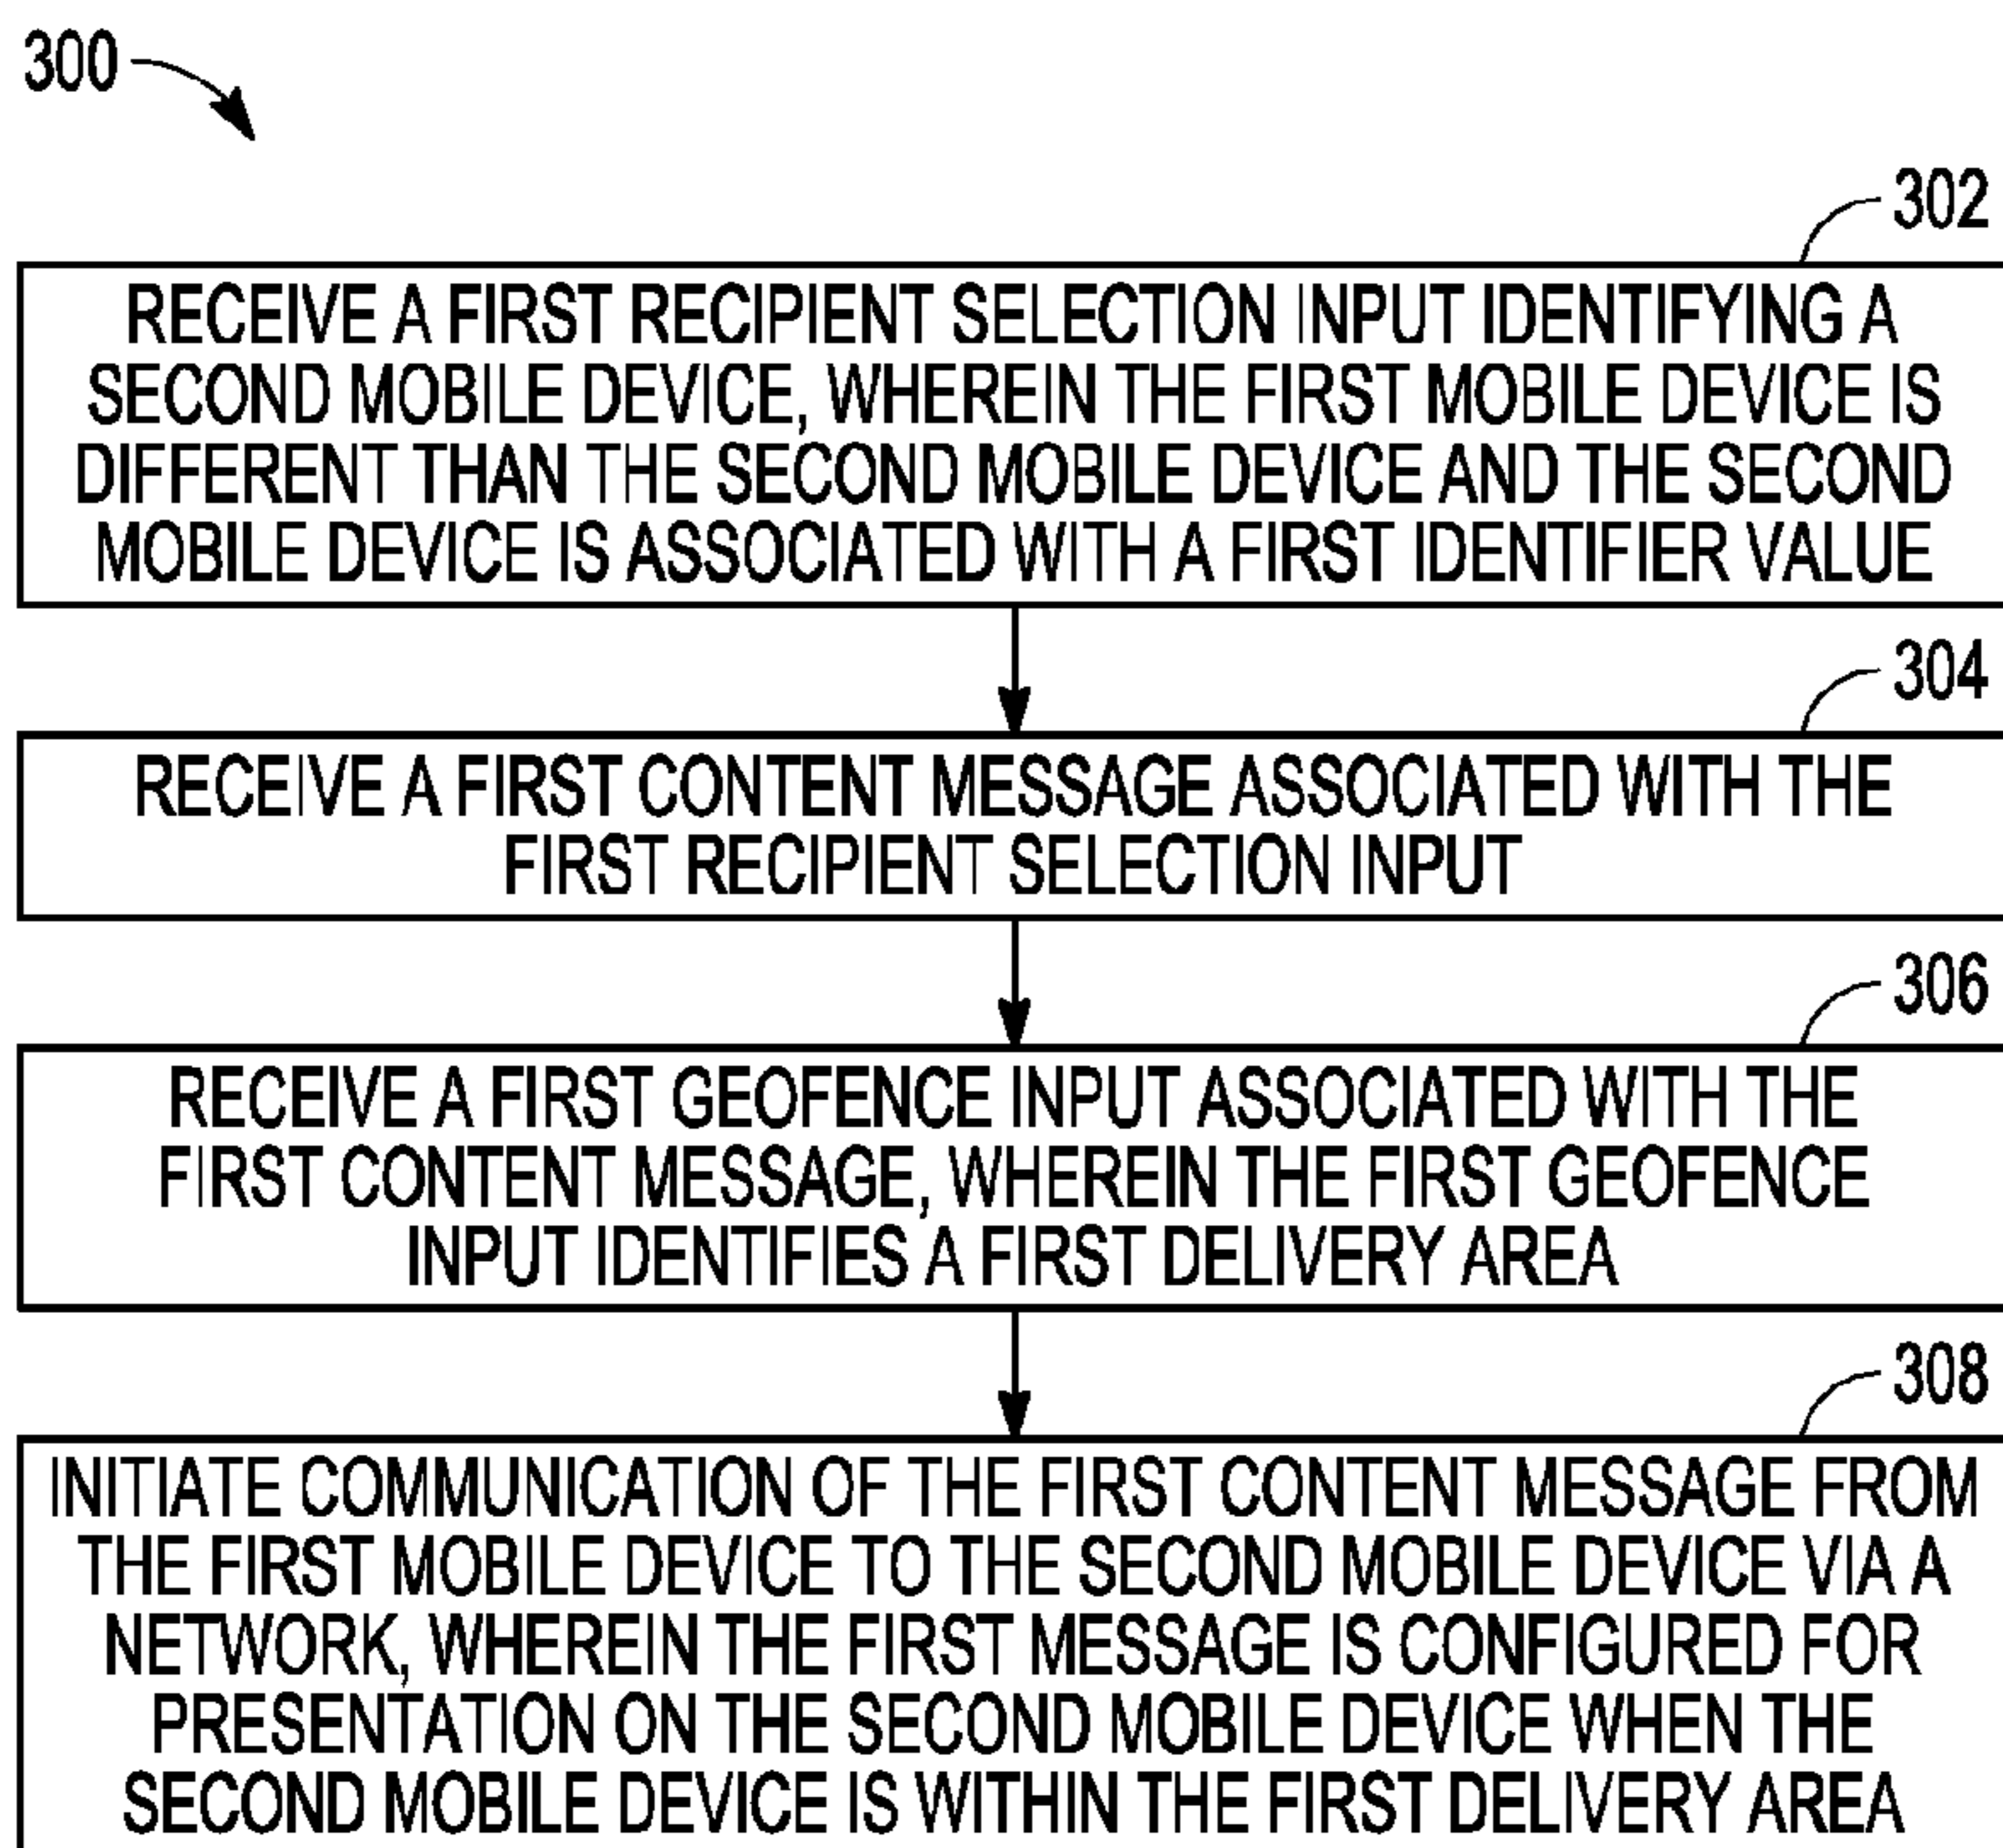 300
302
RECEIVE A FIRST RECIPIENT SELECTION INPUT IDENTIFYING A
SECOND MOBILE DEVICE, WHEREIN THE FIRST MOBILE DEVICE IS
DIFFERENT THAN THE SECOND MOBILE DEVICE AND THE SECOND
MOBILE DEVICE IS ASSOCIATED WITH A FIRST IDENTIFIER VALUE
304
RECEIVE A FIRST CONTENT MESSAGE ASSOCIATED WITH THE
FIRST RECIPIENT SELECTION INPUT
306
RECEIVE A FIRST GEOFENCE INPUT ASSOCIATED WITH THE
FIRST CONTENT MESSAGE, WHEREIN THE FIRST GEOFENCE
INPUT IDENTIFIES A FIRST DELIVERY AREA
308
INITIATE COMMUNICATION OF THE FIRST CONTENT MESSAGE FROM
THE FIRST MOBILE DEVICE TO THE SECOND MOBILE DEVICE VIA A
NETWORK, WHEREIN THE FIRST MESSAGE IS CONFIGURED FOR
PRESENTATION ON THE SECOND MOBILE DEVICE WHEN THE
SECOND MOBILE DEVICE IS WITHIN THE FIRST DELIVERY AREA